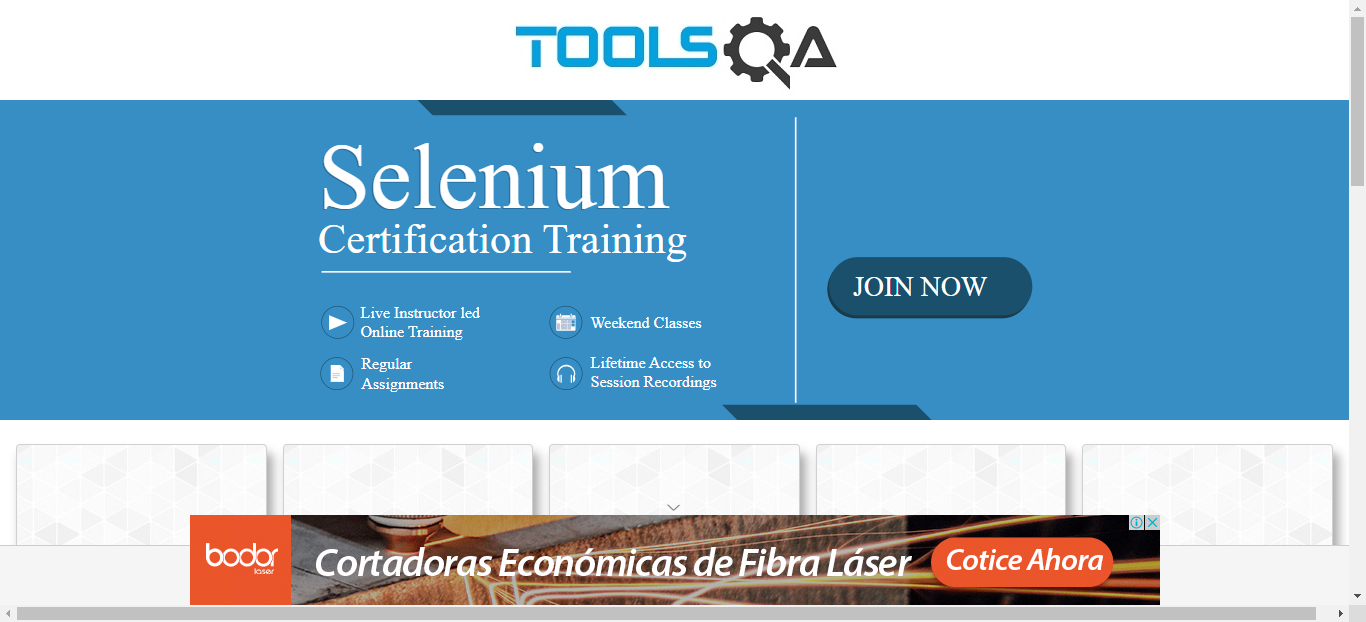 TOOLSQA
Selenium
Certification Training
Live Instructor led
Online Training
Weekend Classes
Regular
Assignments
Lifetime Access to
Session Recordings
JOIN NOW
bodor
laser
Cortadoras Económicas de Fibra Láser
Cotice Ahora